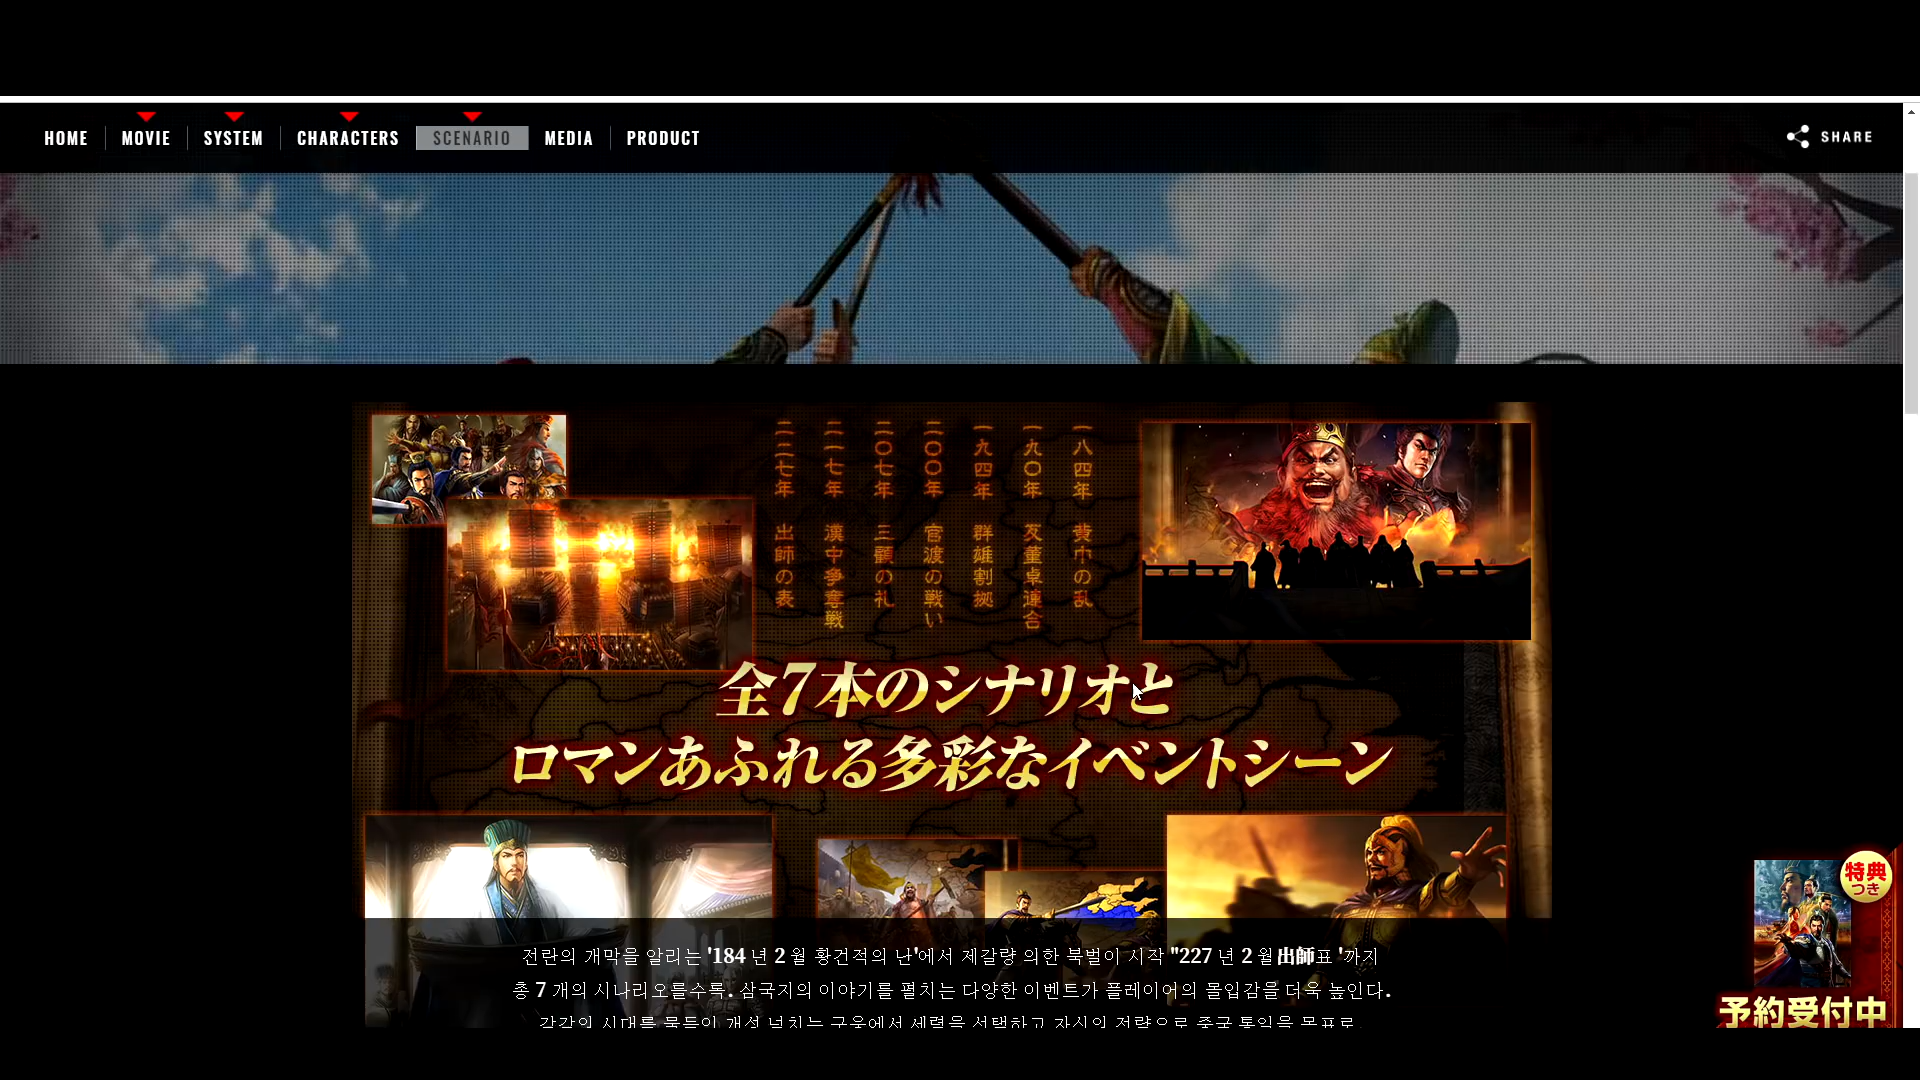 HOME
MOVIE
SYSTEM
CHARACTERS
SCENARIO
MEDIA
PRODUCT
SHARE
一八四年 黄巾の乱
一九〇年 反董卓連合
一九四年 群雄割拠
二〇〇年 官渡の戦い
二〇七年 三顧の礼
二一七年 漢中争奪戦
二二七年 出師の表
全7本のシナリオと
ロマンあふれる多彩なイベントシーン
전란의 개막을 알리는 '184 년 2 월 황건적의 난'에서 제갈량 의한 북벌이 시작 "227 년 2 월出師표 '까지
총 7 개의 시나리오를수록. 삼국지의 이야기를 펼치는 다양한 이벤트가 플레이어의 몰입감을 더욱 높인다.
특典
つき
予約受付中